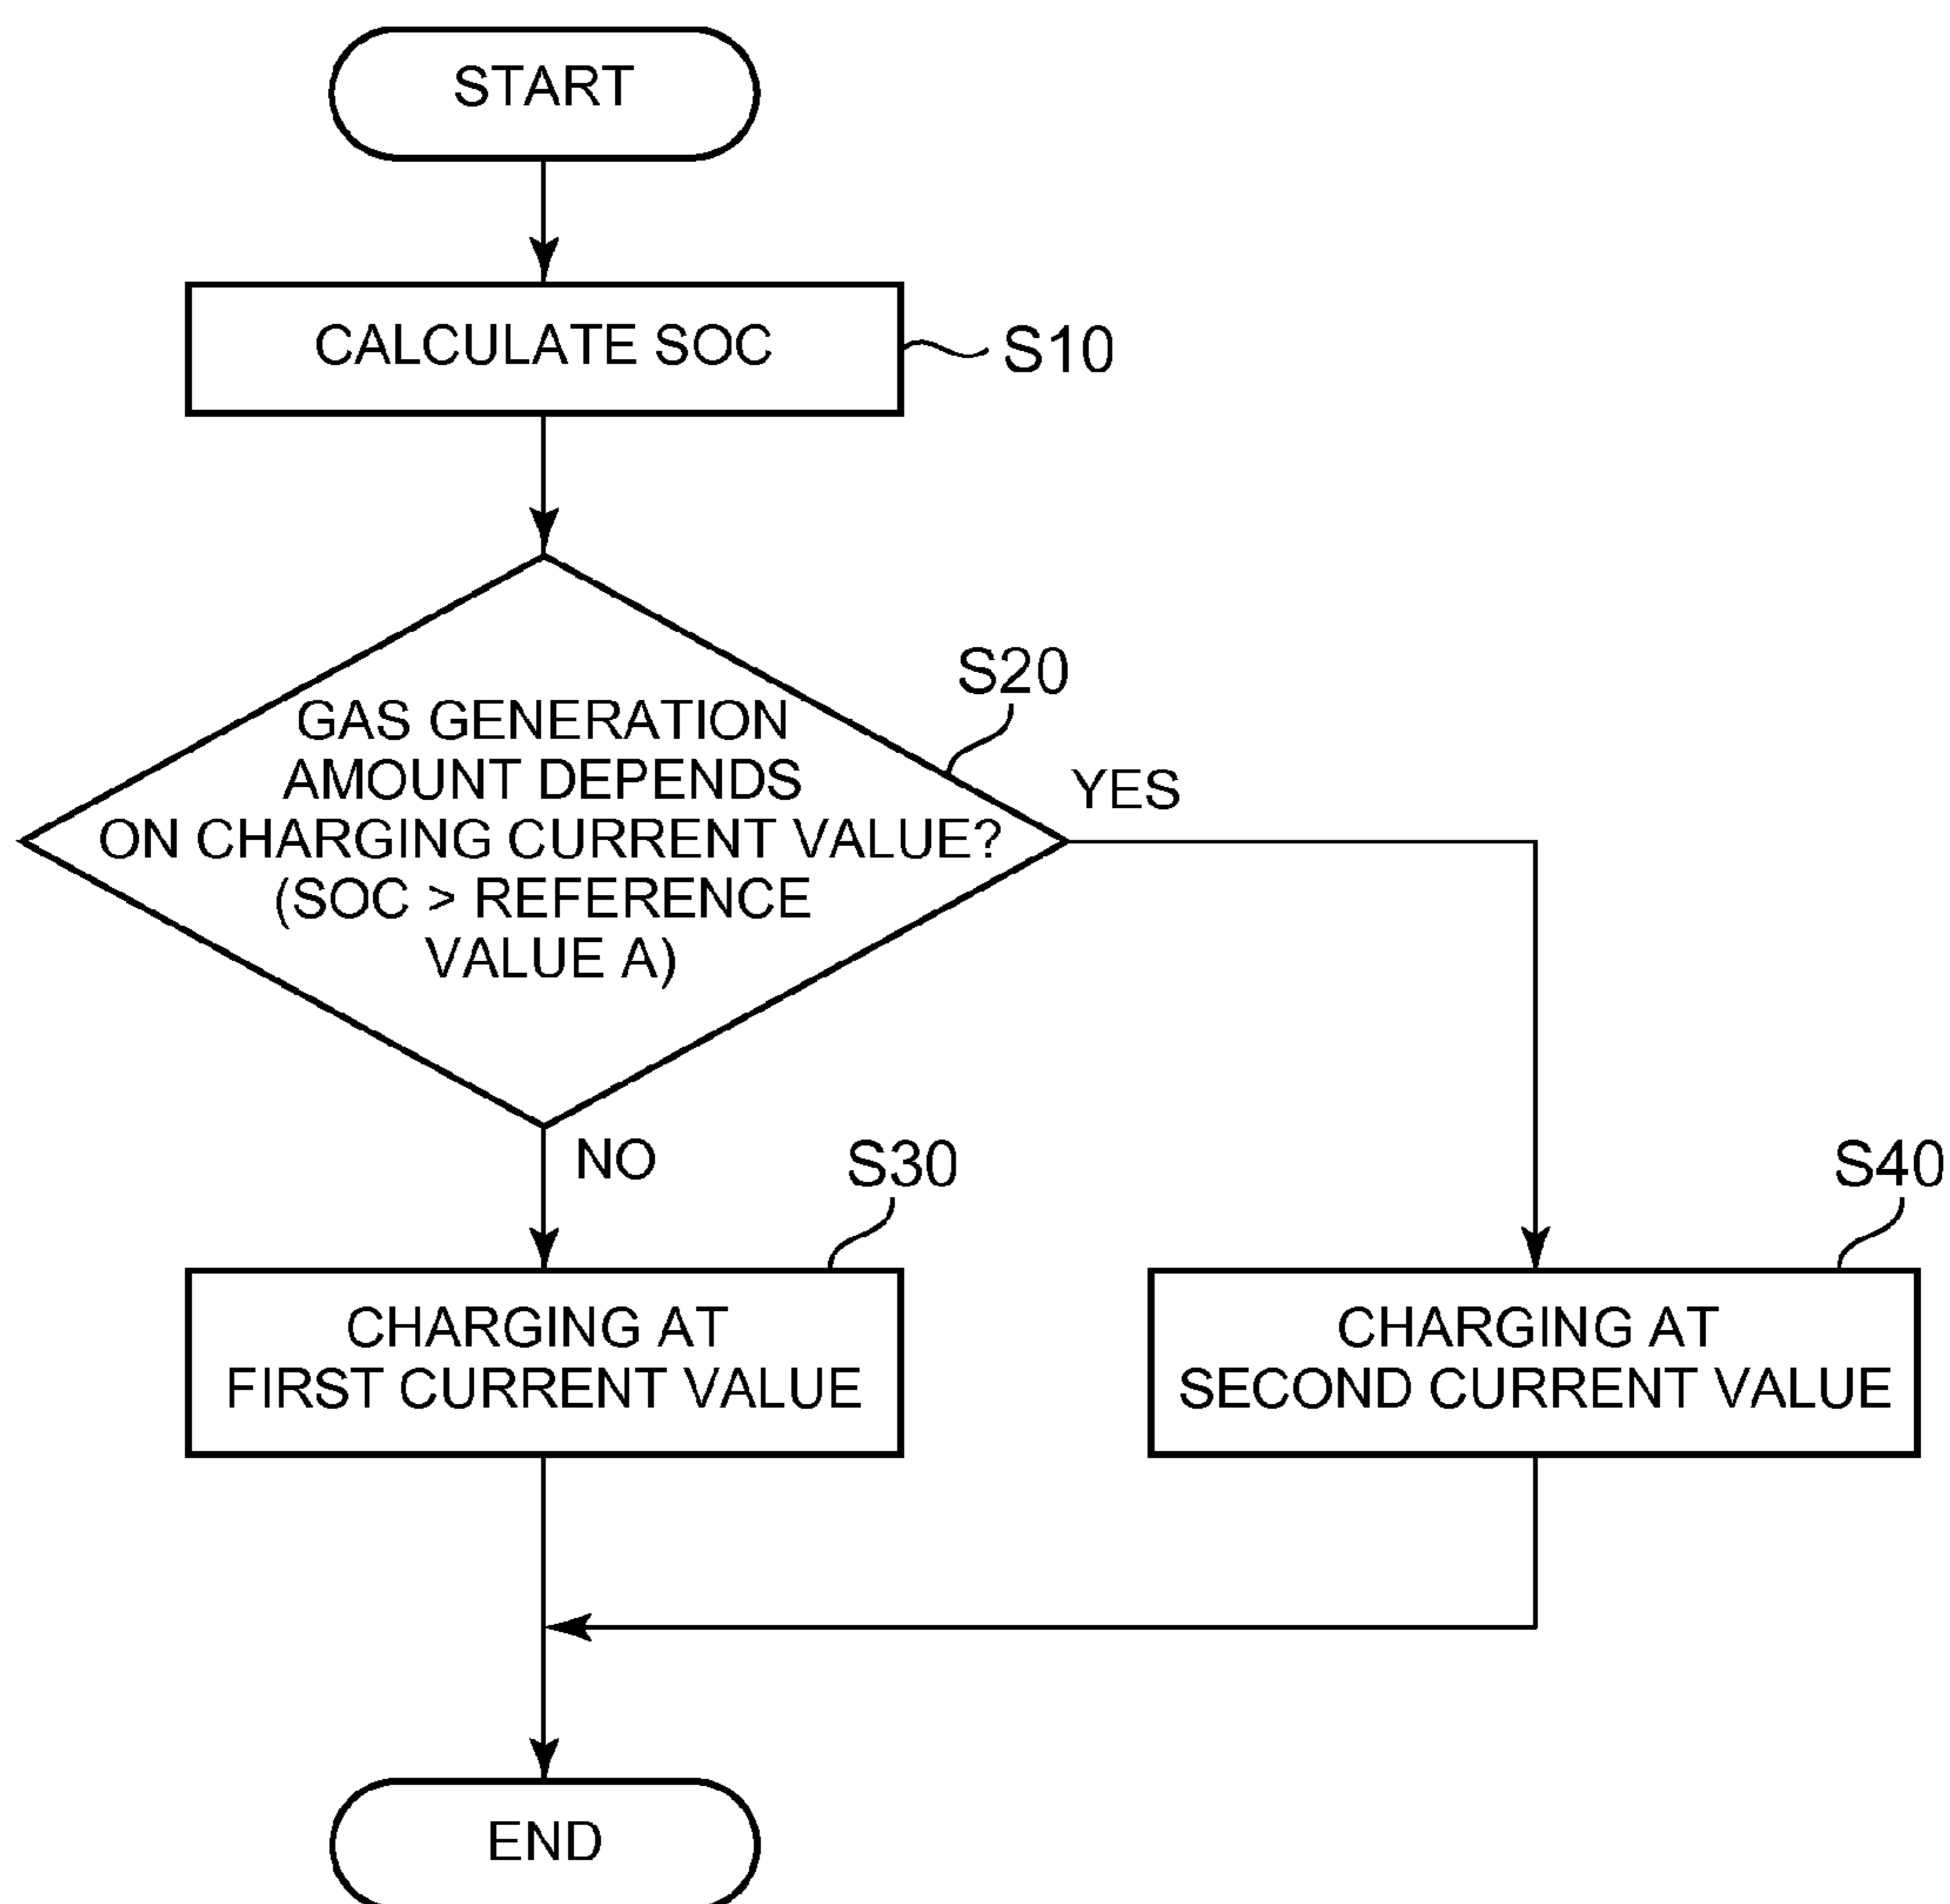 START
CALCULATE SOC
S10
S20
GAS GENERATION
AMOUNT DEPENDS
ON CHARGING CURRENT VALUE?
(SOC > REFERENCE
VALUE A)
YES
NO
S30
S40
CHARGING AT
FIRST CURRENT VALUE
CHARGING AT
SECOND CURRENT VALUE
END